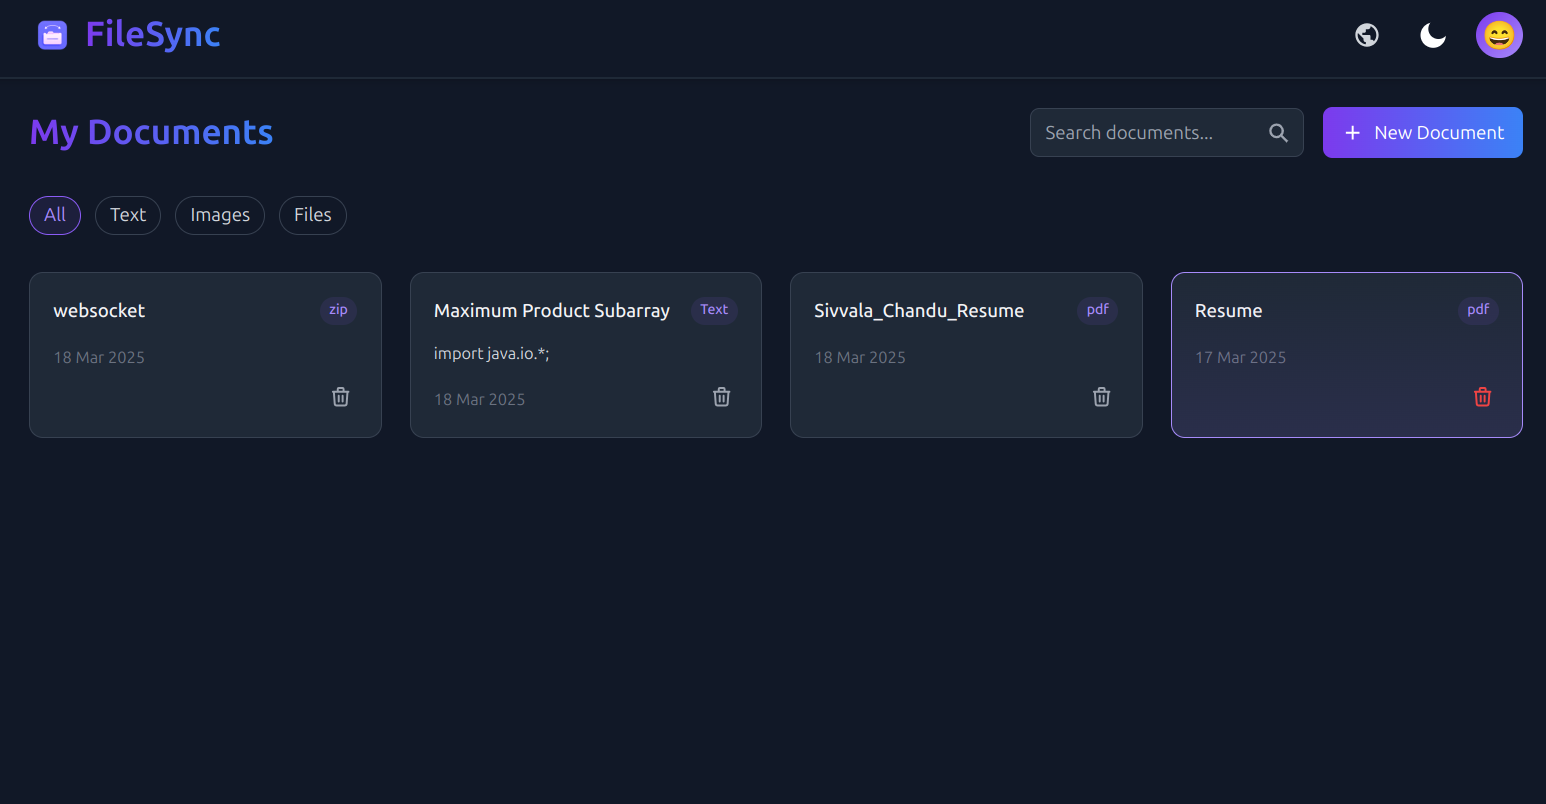 FileSync
My Documents
Search documents...
+ New Document
All
Text
Images
Files
websocket
zip
18 Mar 2025
Maximum Product Subarray
Text
import java.io.*;
18 Mar 2025
Sivvala_Chandu_Resume
pdf
18 Mar 2025
Resume
pdf
17 Mar 2025